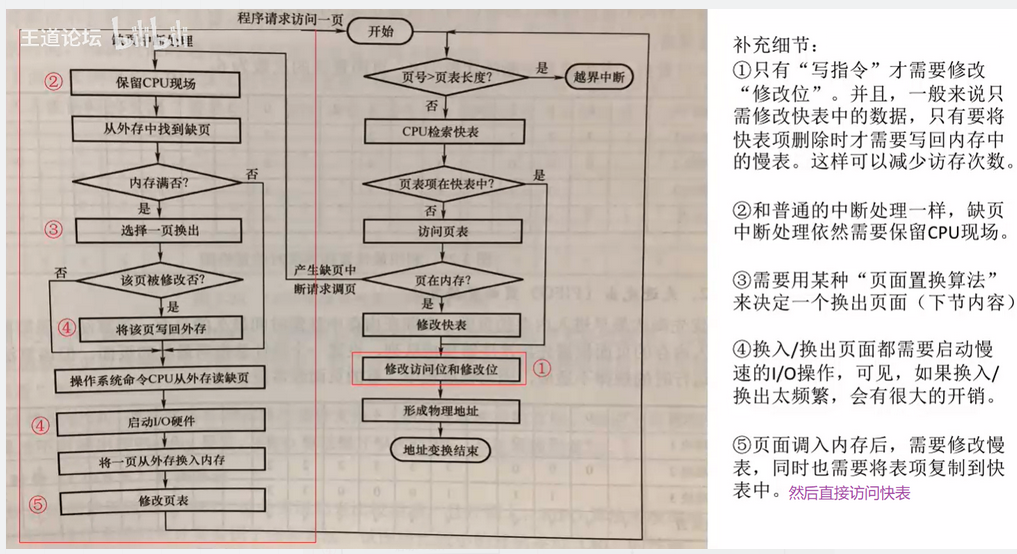 程序请求访问一页
开始
王道论坛
bilibili
缺页中断处理
②
保留CPU现场
从外存中找到缺页
内存满否?
否
是
③
选择一页换出
该页被修改否?
否
是
④
将该页写回外存
操作系统命令CPU从外存读缺页
④
启动I/O硬件
将一页从外存换入内存
⑤
修改页表
页号>页表长度?
是
越界中断
否
CPU检索快表
页表项在快表中?
是
否
访问页表
产生缺页中
断请求调页
页在内存?
是
修改快表
修改访问位和修改位
①
形成物理地址
地址变换结束
补充细节:
①只有“写指令”才需要修改
“修改位”。并且,一般来说只
需修改快表中的数据,只有要将
快表项删除时才需要写回内存中
的慢表。这样可以减少访存次数。
②和普通的中断处理一样,缺页
中断处理依然需要保留CPU现场。
③需要用某种“页面置换算法”
来决定一个换出页面(下节内容)
④换入/换出页面都需要启动慢
速的I/O操作,可见,如果换入/
换出太频繁,会有很大的开销。
⑤页面调入内存后,需要修改慢
表,同时也需要将表项复制到快
表中。然后直接访问快表